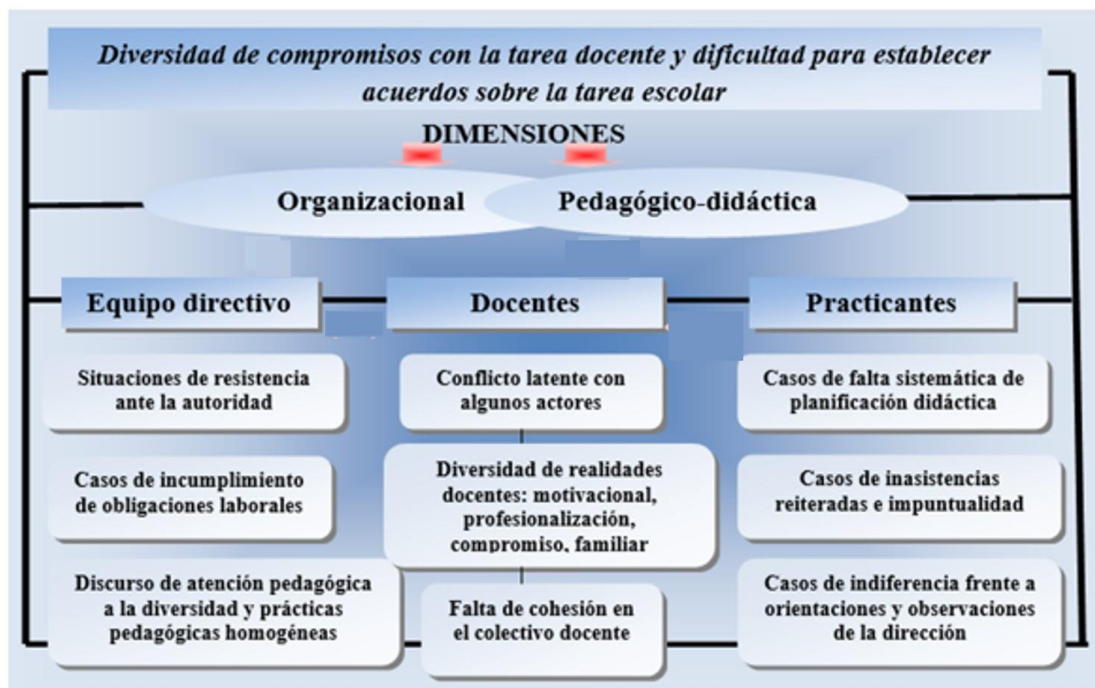 Diversidad de compromisos con la tarea docente y dificultad para establecer
acuerdos sobre la tarea escolar
DIMENSIONES
Organizacional
Pedagógico-didáctica
Equipo directivo
Docentes
Practicantes
Situaciones de resistencia
ante la autoridad
Conflicto latente con
algunos actores
Casos de falta sistemática de
planificación didáctica
Casos de incumplimiento
de obligaciones laborales
Diversidad de realidades
docentes: motivacional,
profesionalización,
compromiso, familiar
Casos de inasistencias
reiteradas e impuntualidad
Discurso de atención pedagógica
a la diversidad y prácticas
pedagógicas homogéneas
Falta de cohesión en
el colectivo docente
Casos de indiferencia frente a
orientaciones y observaciones
de la dirección